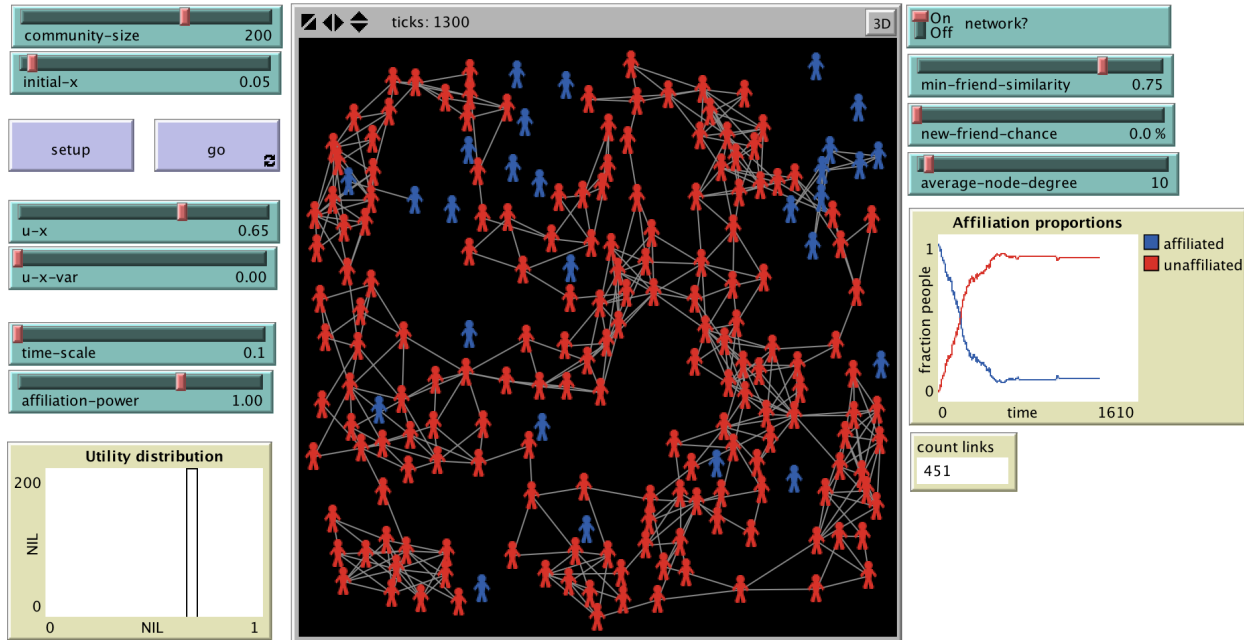 community-size 200
initial-x 0.05
setup
go
u-x 0.65
u-x-var 0.00
time-scale 0.1
affiliation-power 1.00
Utility distribution
200
NIL
0
0 NIL 1
ticks: 1300
3D
On
Off
network?
min-friend-similarity 0.75
new-friend-chance 0.0 %
average-node-degree 10
Affiliation proportions
1
fraction people
0
0 time 1610
affiliated
unaffiliated
count links
451